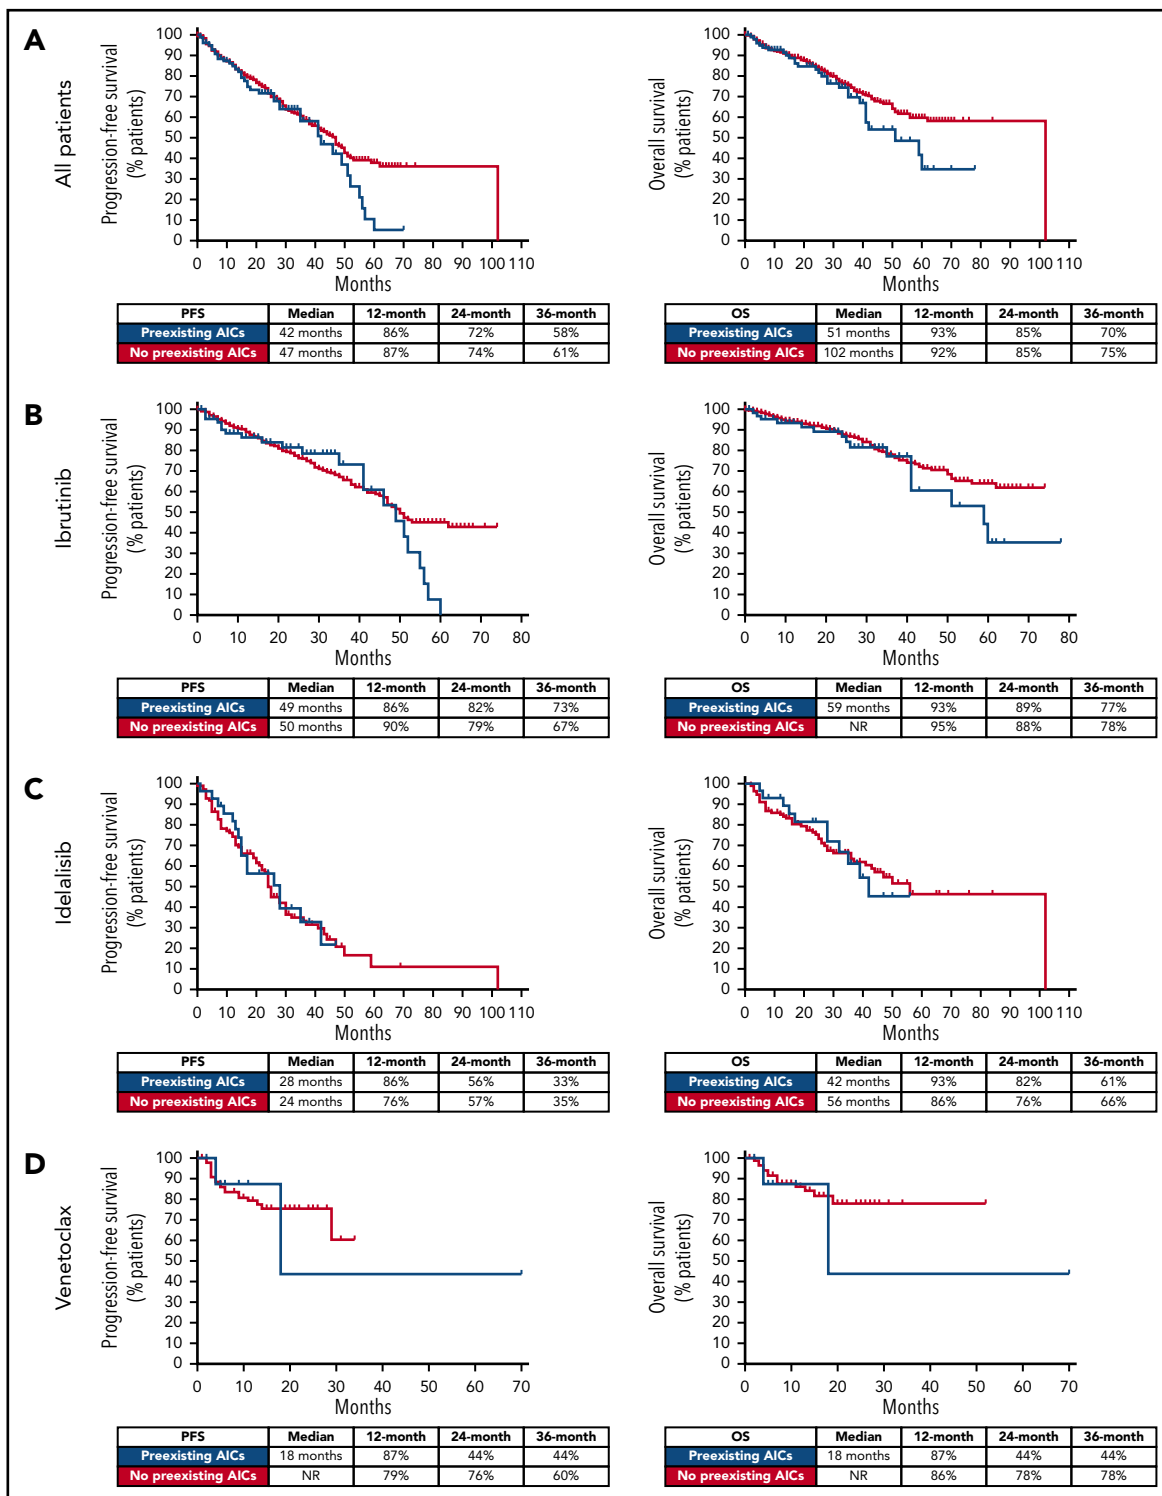 A
All patients
Progression-free survival
(% patients)
100
90
80
70
60
50
40
30
20
10
0
0 10 20 30 40 50 60 70 80 90 100 110
Months
PFS Median 12-month 24-month 36-month
Preexisting AICs 42 months 86% 72% 58%
No preexisting AICs 47 months 87% 74% 61%
Overall survival
(% patients)
100
90
80
70
60
50
40
30
20
10
0
0 10 20 30 40 50 60 70 80 90 100 110
Months
OS Median 12-month 24-month 36-month
Preexisting AICs 51 months 93% 85% 70%
No preexisting AICs 102 months 92% 85% 75%
B
Ibrutinib
Progression-free survival
(% patients)
100
90
80
70
60
50
40
30
20
10
0
0 10 20 30 40 50 60 70 80
Months
PFS Median 12-month 24-month 36-month
Preexisting AICs 49 months 86% 82% 73%
No preexisting AICs 50 months 90% 79% 67%
Overall survival
(% patients)
100
90
80
70
60
50
40
30
20
10
0
0 10 20 30 40 50 60 70 80
Months
OS Median 12-month 24-month 36-month
Preexisting AICs 59 months 93% 89% 77%
No preexisting AICs NR 95% 88% 78%
C
Idelalisib
Progression-free survival
(% patients)
100
90
80
70
60
50
40
30
20
10
0
0 10 20 30 40 50 60 70 80 90 100 110
Months
PFS Median 12-month 24-month 36-month
Preexisting AICs 28 months 86% 56% 33%
No preexisting AICs 24 months 76% 57% 35%
Overall survival
(% patients)
100
90
80
70
60
50
40
30
20
10
0
0 10 20 30 40 50 60 70 80 90 100 110
Months
OS Median 12-month 24-month 36-month
Preexisting AICs 42 months 93% 82% 61%
No preexisting AICs 56 months 86% 76% 66%
D
Venetoclax
Progression-free survival
(% patients)
100
90
80
70
60
50
40
30
20
10
0
0 10 20 30 40 50 60 70
Months
PFS Median 12-month 24-month 36-month
Preexisting AICs 18 months 87% 44% 44%
No preexisting AICs NR 79% 76% 60%
Overall survival
(% patients)
100
90
80
70
60
50
40
30
20
10
0
0 10 20 30 40 50 60 70
Months
OS Median 12-month 24-month 36-month
Preexisting AICs 18 months 87% 44% 44%
No preexisting AICs NR 86% 78% 78%